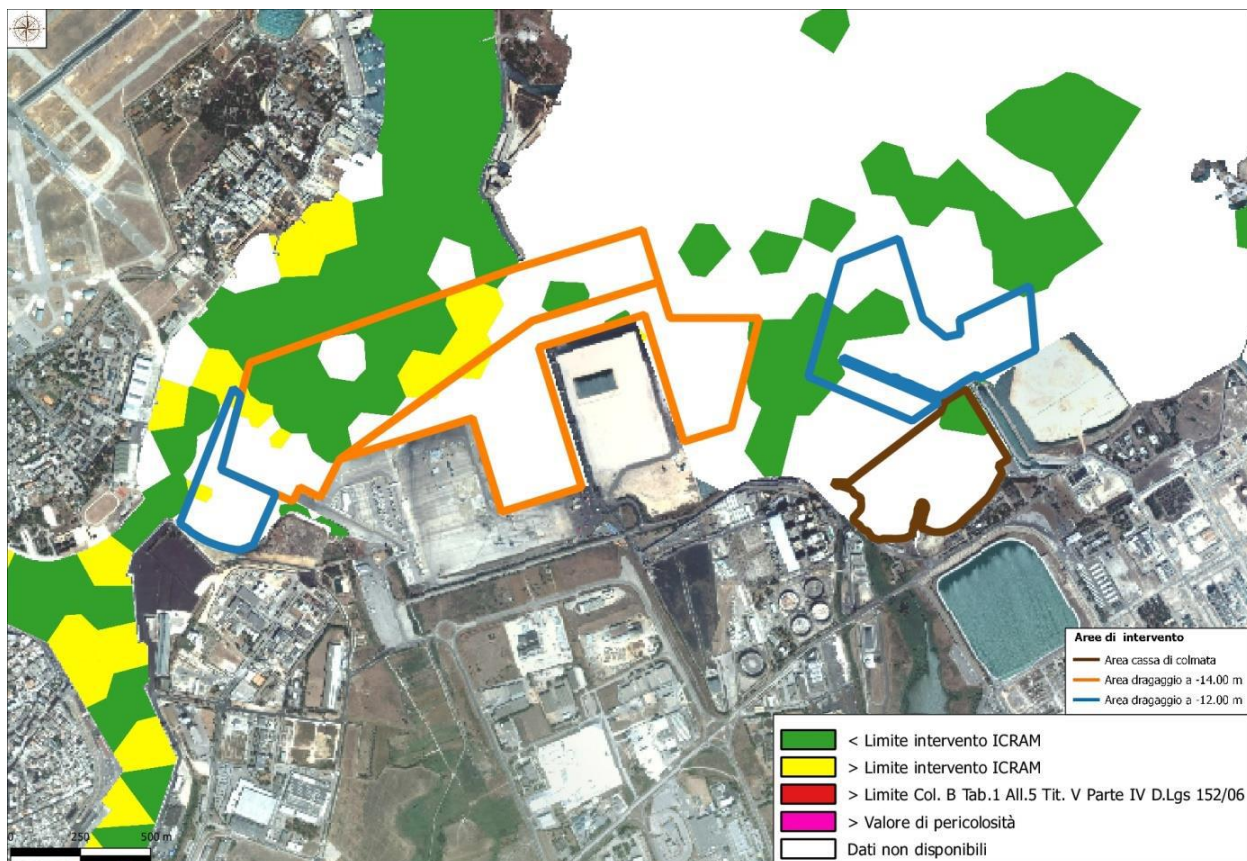 Aree di intervento
Area cassa di colmata
Area dragaggio a -14.00 m
Area dragaggio a -12.00 m
< Limite intervento ICRAM
> Limite intervento ICRAM
> Limite Col. B Tab.1 All.5 Tit. V Parte IV D.Lgs 152/06
> Valore di pericolosità
Dati non disponibili
0 250 500 m